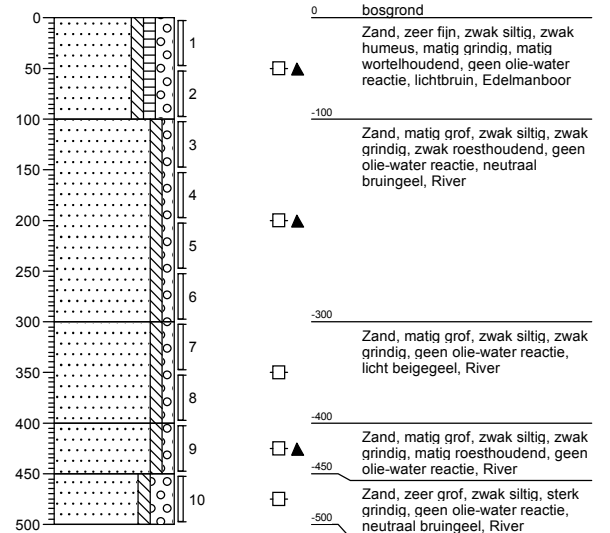 0
50
100
150
200
250
300
350
400
450
500
1
2
3
4
5
6
7
8
9
10
0
bosgrond
Zand, zeer fijn, zwak siltig, zwak
humeus, matig grindig, matig
wortelhoudend, geen olie-water
reactie, lichtbruin, Edelmanboor
-100
Zand, matig grof, zwak siltig, zwak
grindig, zwak roesthoudend, geen
olie-water reactie, neutraal
bruingeel, River
-300
Zand, matig grof, zwak siltig, zwak
grindig, geen olie-water reactie,
licht beigegeel, River
-400
Zand, matig grof, zwak siltig, zwak
grindig, matig roesthoudend, geen
olie-water reactie, River
-450
Zand, zeer grof, zwak siltig, sterk
grindig, geen olie-water reactie,
neutraal bruingeel, River
-500